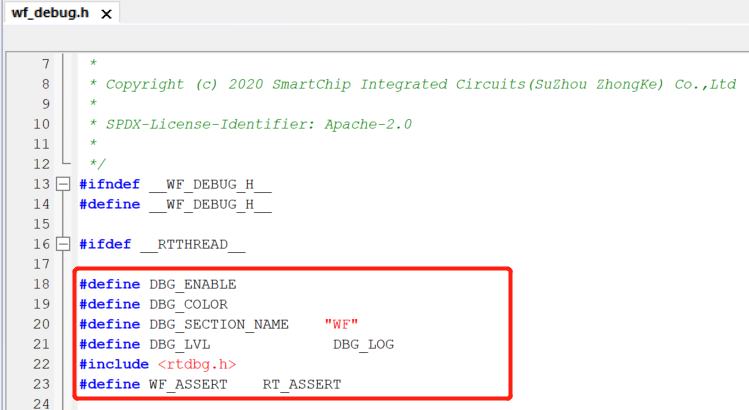 wf_debug.h ×
7 *
8 * Copyright (c) 2020 SmartChip Integrated Circuits(SuZhou ZhongKe) Co.,Ltd
9 *
10 * SPDX-License-Identifier: Apache-2.0
11 *
12 */
13 #ifndef __WF_DEBUG_H__
14 #define __WF_DEBUG_H__
15
16 #ifdef __RTTHREAD__
17
18 #define DBG_ENABLE
19 #define DBG_COLOR
20 #define DBG_SECTION_NAME "WF"
21 #define DBG_LVL DBG_LOG
22 #include <rtdbg.h>
23 #define WF_ASSERT RT_ASSERT
24